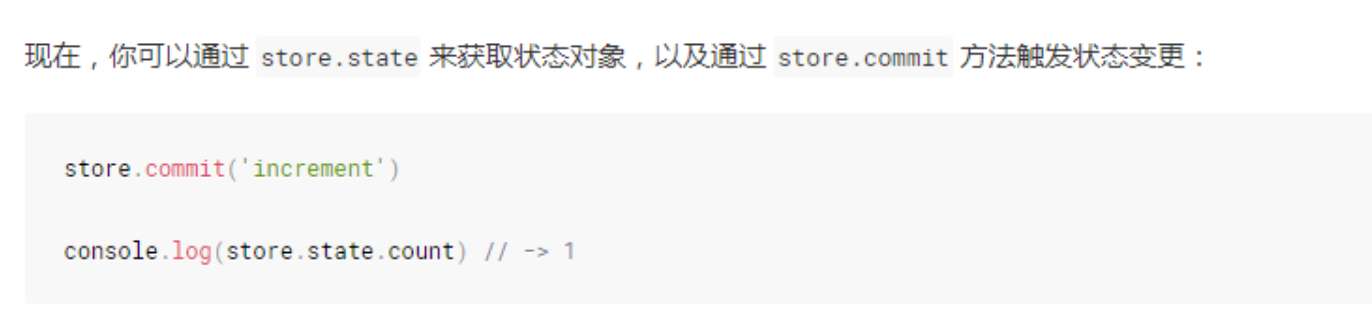 现在，你可以通过 store.state 来获取状态对象，以及通过 store.commit 方法触发状态变更：
store.commit('increment')
console.log(store.state.count) // -> 1